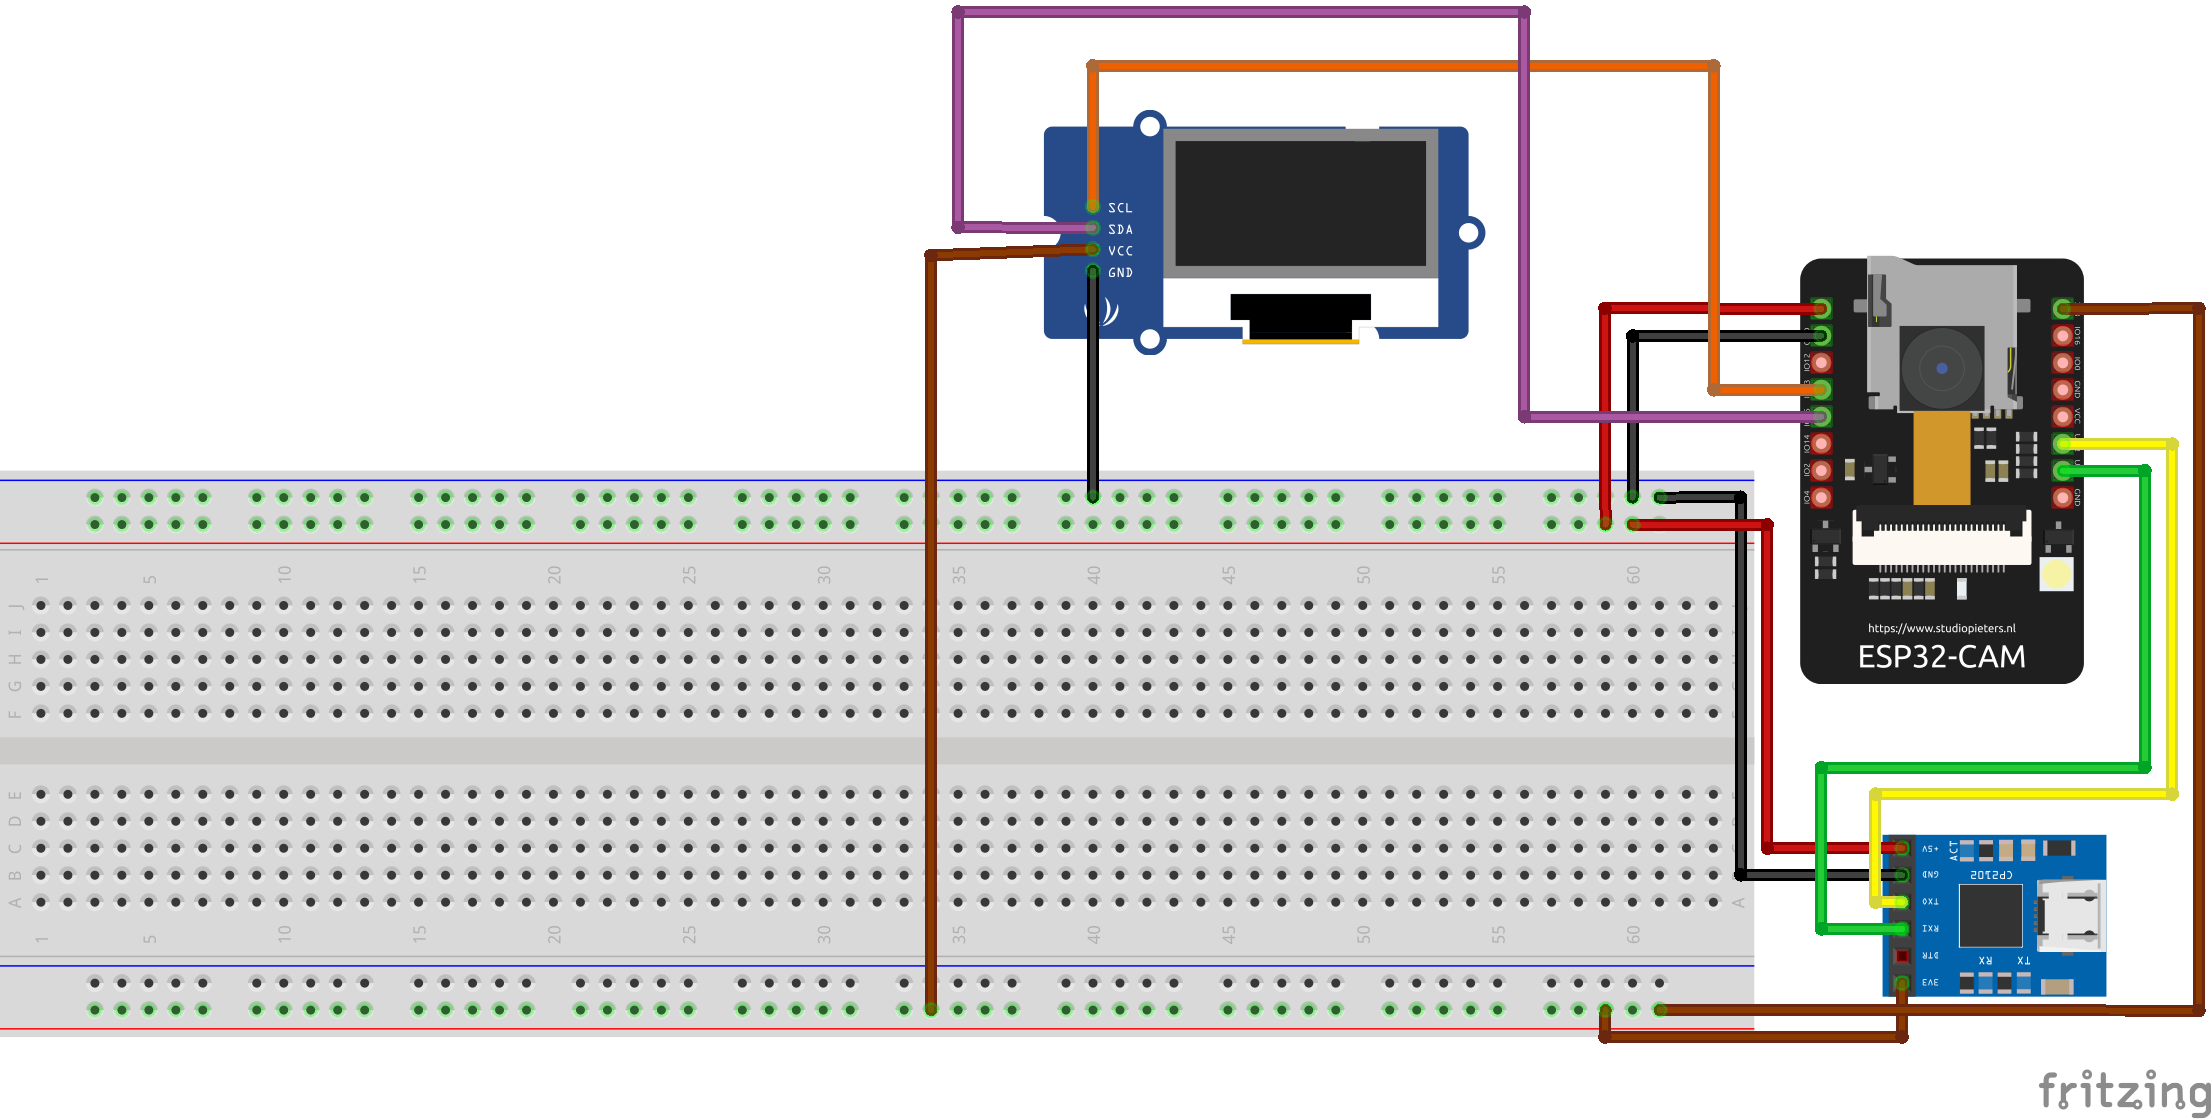 SCL
SDA
VCC
GND
IO12
IO14
IO2
IO4
IO16
IO0
GND
VCC
GND
https://www.studiopieters.nl
ESP32-CAM
1 5 10 15 20 25 30 35 40 45 50 55 60
J
I
H
G
F
E
D
C
B
A A
1 5 10 15 20 25 30 35 40 45 50 55 60
+5V
GND
TXO
RXI
DTR
3V3
ACT
CP2102
RX TX
fritzing